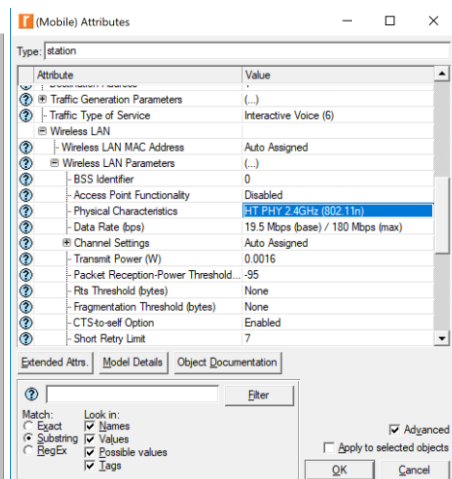 (Mobile) Attributes
Type: station
Attribute Value
Traffic Generation Parameters (...)
Traffic Type of Service Interactive Voice (6)
Wireless LAN
Wireless LAN MAC Address Auto Assigned
Wireless LAN Parameters (...)
BSS Identifier 0
Access Point Functionality Disabled
Physical Characteristics HT PHY 2.4GHz (802.11n)
Data Rate (bps) 19.5 Mbps (base) / 180 Mbps (max)
Channel Settings Auto Assigned
Transmit Power (W) 0.0016
Packet Reception-Power Threshold... -95
Rts Threshold (bytes) None
Fragmentation Threshold (bytes) None
CTS-to-self Option Enabled
Short Retry Limit 7
Extended Attrs. Model Details Object Documentation
Filter
Match: Look in:
Exact Names
Substring Values
RegEx Possible values
Tags
Advanced
Apply to selected objects
OK Cancel